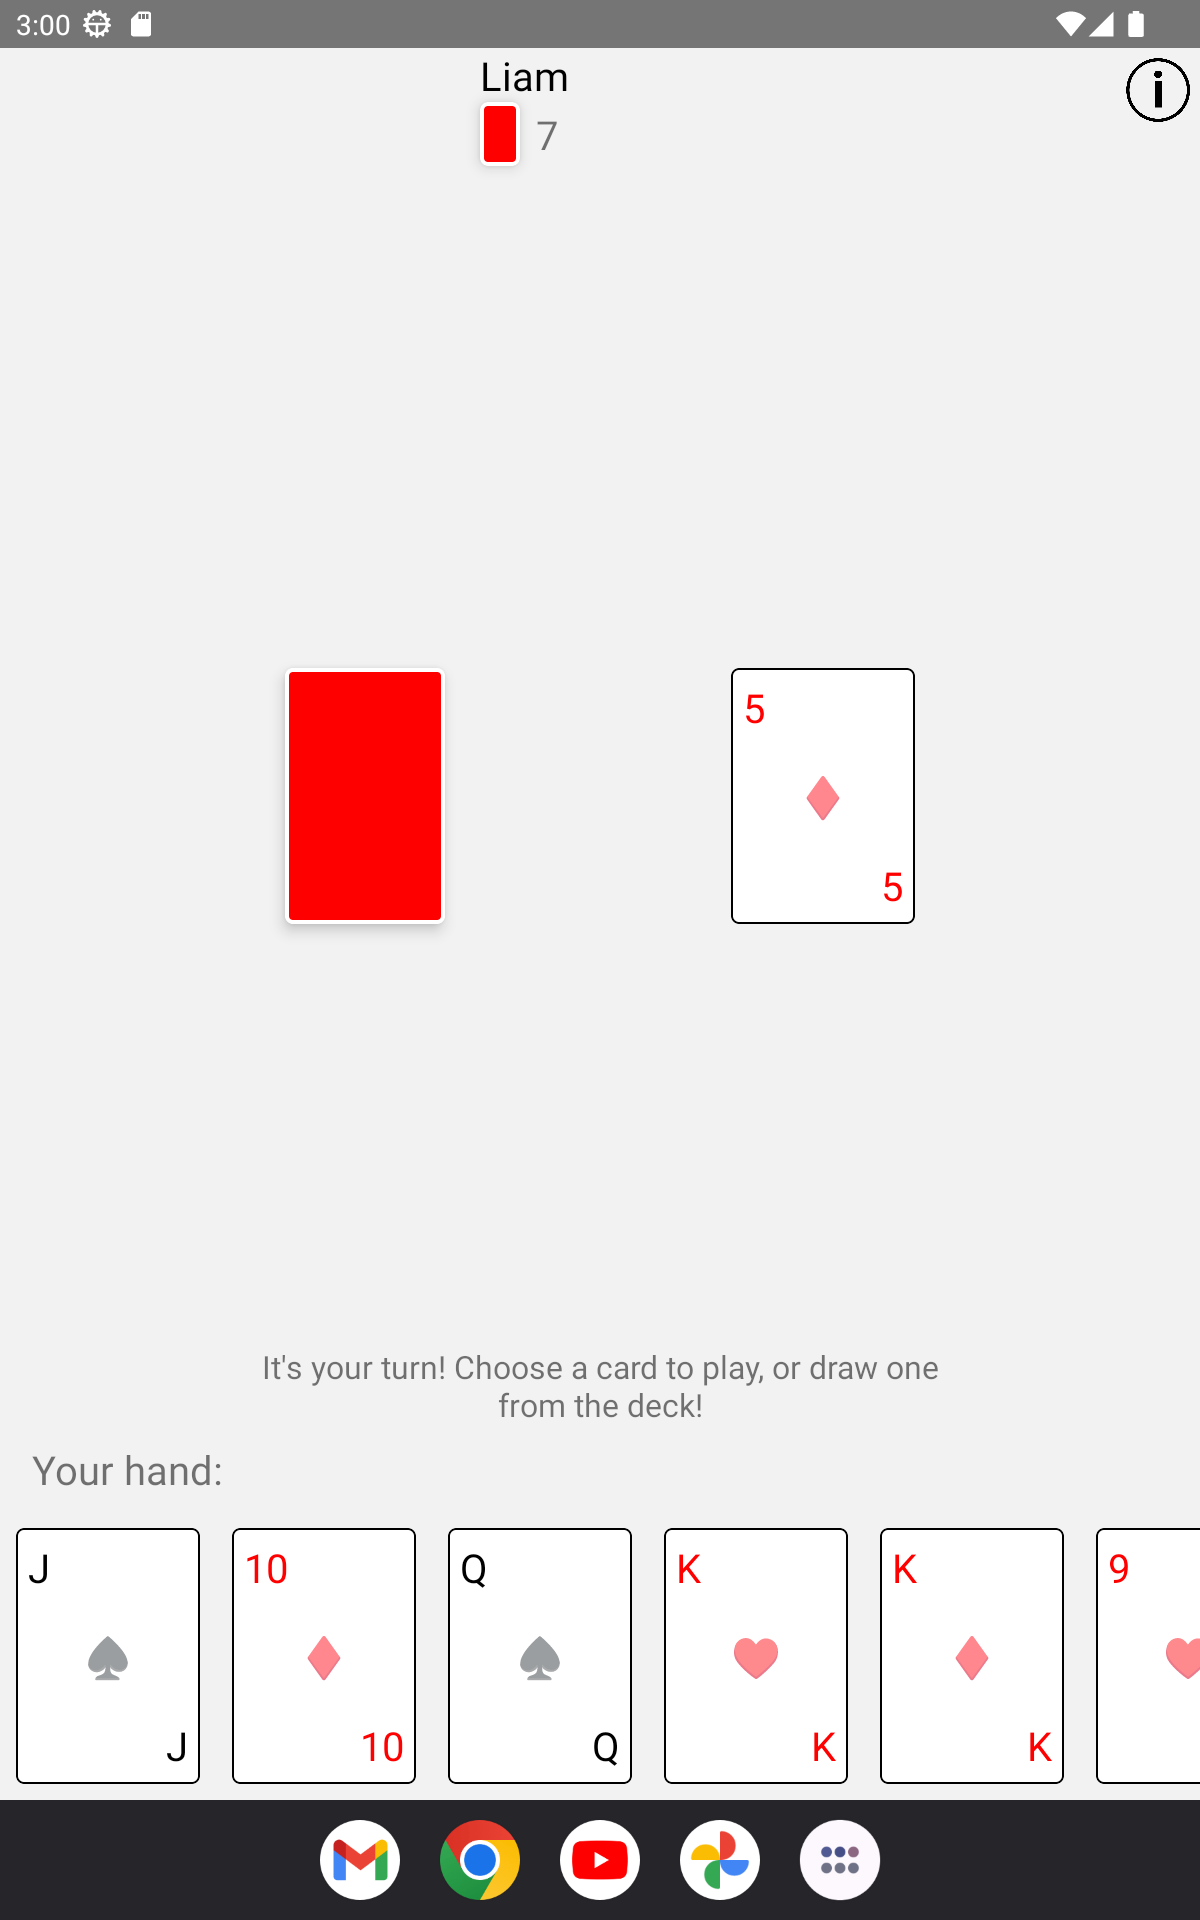 3:00
Liam
7
5
5
It's your turn! Choose a card to play, or draw one
from the deck!
Your hand:
J
10
Q
K
K
9
J
10
Q
K
K